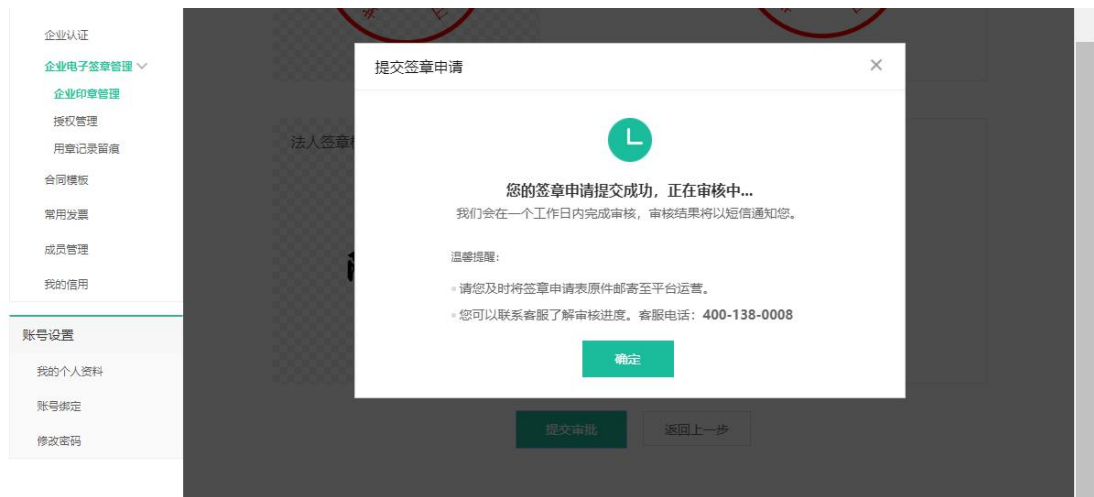 企业认证
企业电子签章管理
企业印章管理
授权管理
用章记录留痕
合同模板
常用发票
成员管理
我的信用
账号设置
我的个人资料
账号绑定
修改密码
法人签章
提交签章申请
您的签章申请提交成功，正在审核中...
我们会在一个工作日内完成审核，审核结果将以短信通知您。
温馨提醒：
请您及时将签章申请表原件邮寄至平台运营。
您可以联系客服了解审核进度。客服电话：400-138-0008
确定
提交审批
返回上一步